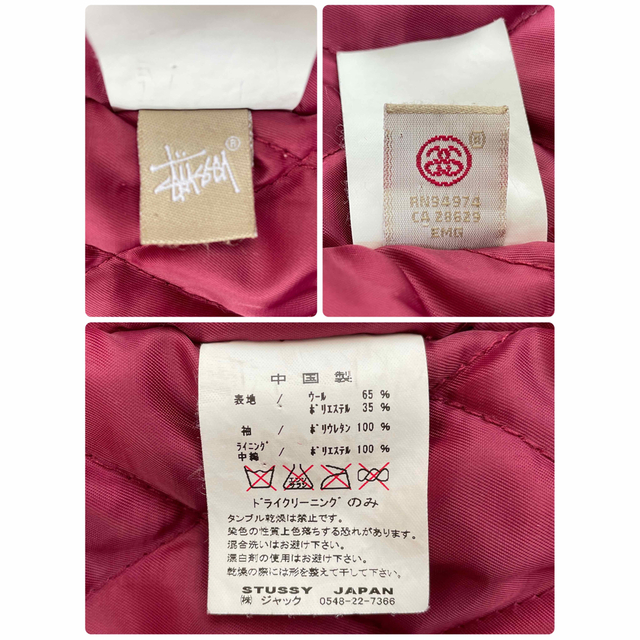 Stüssy ®
®
RN94974
CA 28629
EMG
中 国 製
表地 / ウール 65 %
ポリエステル 35 %
袖 / ポリウレタン 100 %
ライニング / ポリエステル 100 %
中綿
ドライクリーニングのみ
タンブル乾燥は禁止です。
染色の性質上色落ちする恐れがあります。
混合洗いはお避け下さい。
漂白剤の使用はお避け下さい。
乾燥の際には形を整えて干して下さい。
STUSSY JAPAN
㈱ ジャック 0548-22-7366